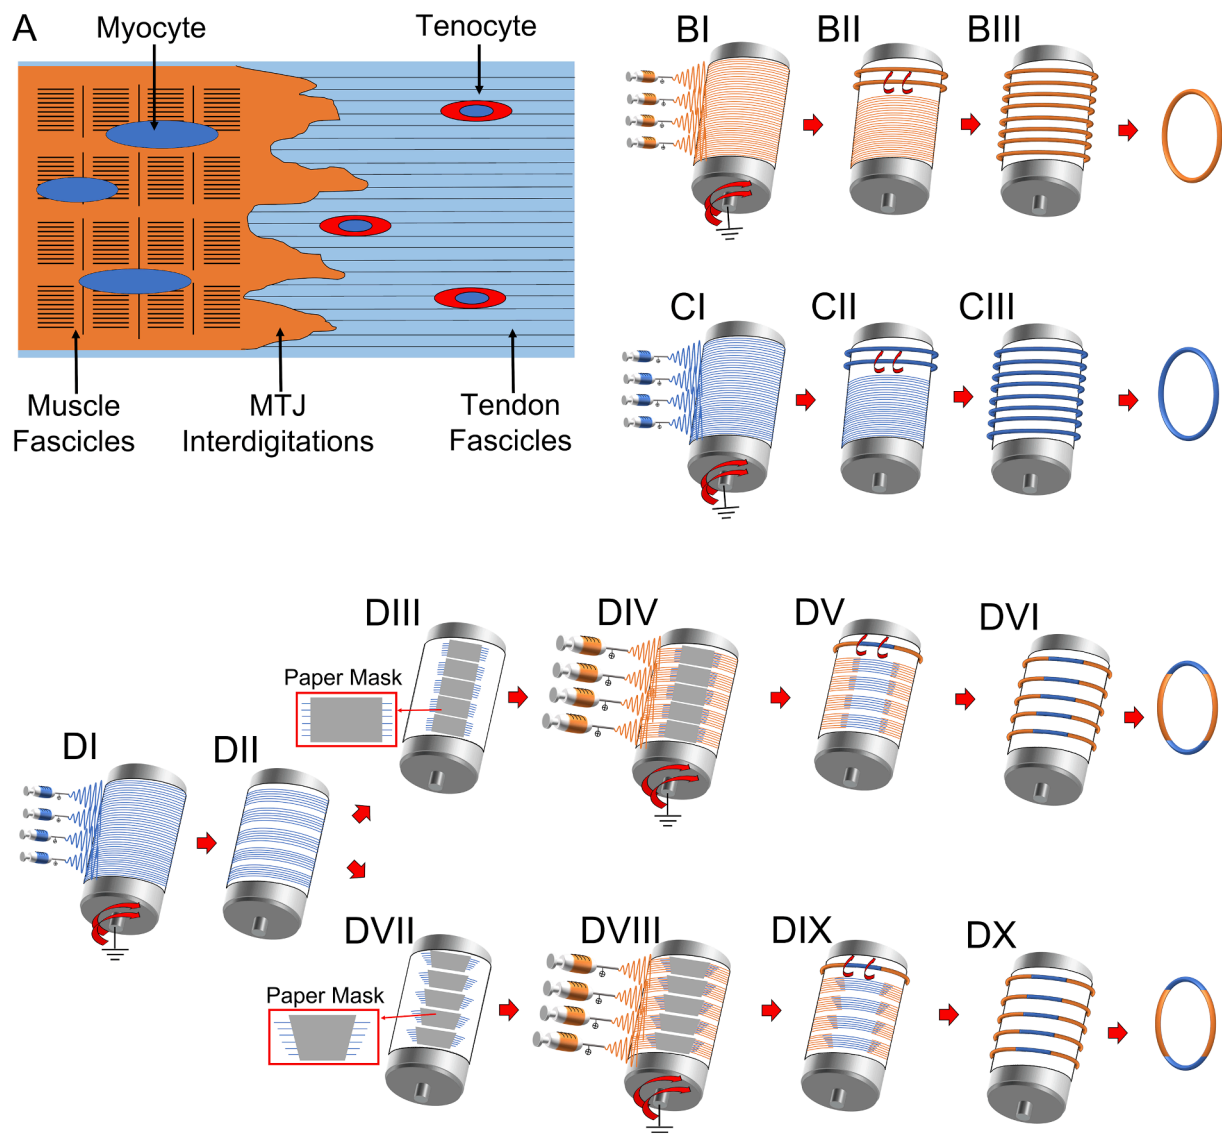 A
Myocyte
Tenocyte
Muscle
Fascicles
MTJ
Interdigitations
Tendon
Fascicles
BI
BII
BIII
CI
CII
CIII
DI
DII
DIII
Paper Mask
DIV
DV
DVI
DVII
Paper Mask
DVIII
DIX
DX